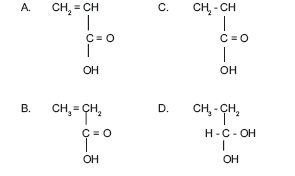 A. CH₂ = CH C. CH₂ - CH
C = O C = O
OH OH
B. CH₃ = CH₂ D. CH₃ - CH₂
C = O H - C - OH
OH OH